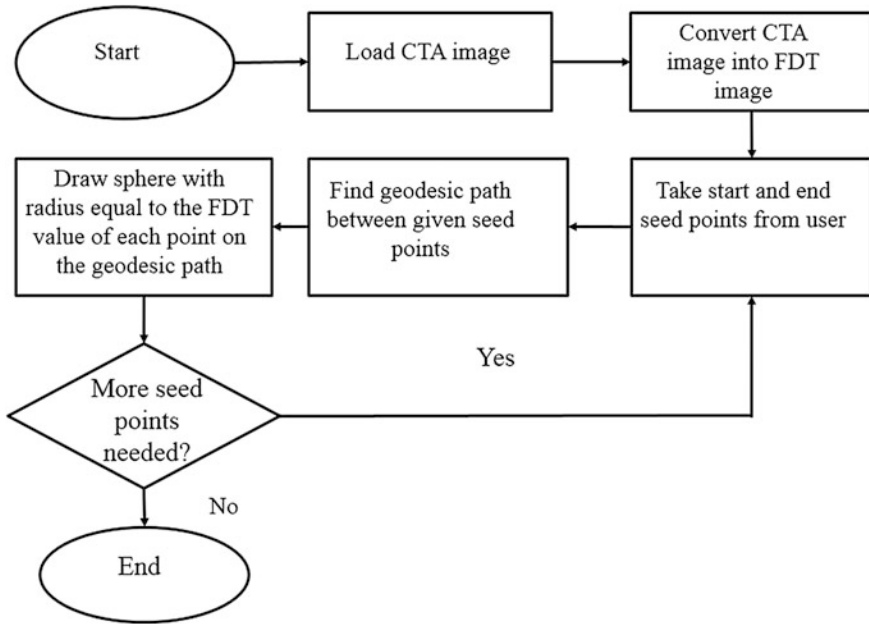 Start
Load CTA image
Convert CTA
image into FDT
image
Take start and end
seed points from user
Find geodesic path
between given seed
points
Draw sphere with
radius equal to the FDT
value of each point on
the geodesic path
More seed
points
needed?
Yes
No
End